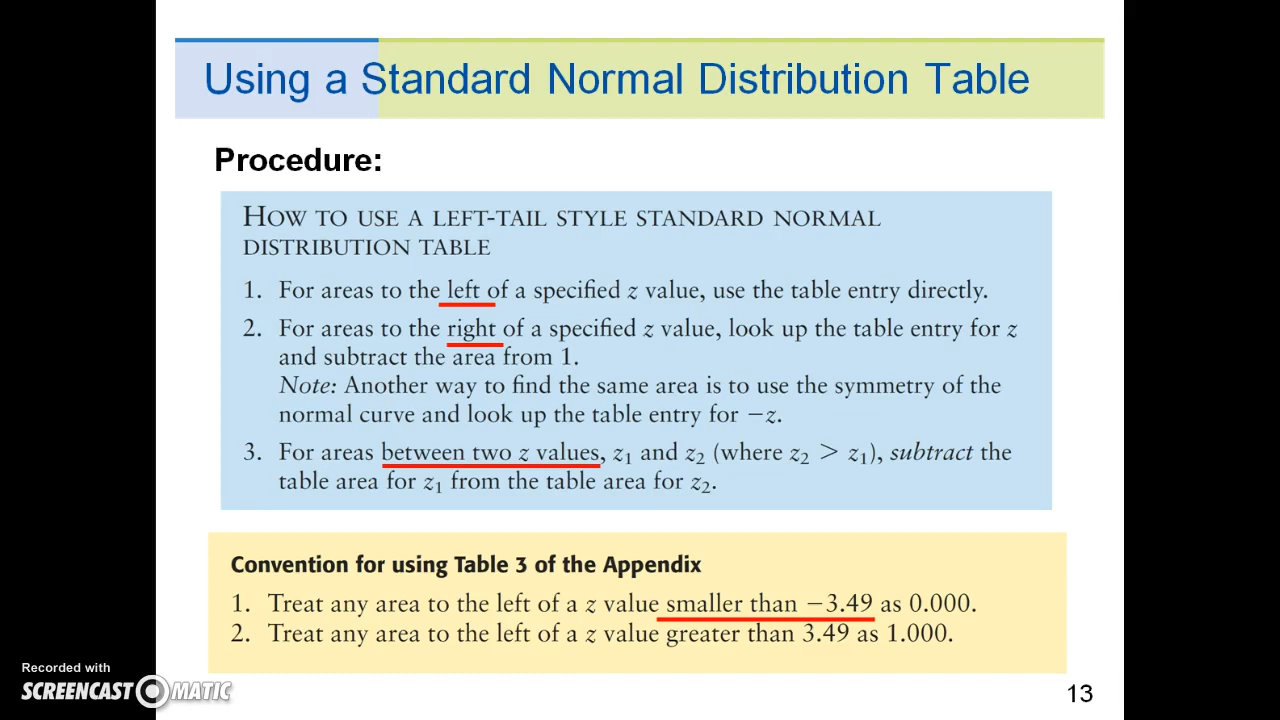 Using a Standard Normal Distribution Table
Procedure:
HOW TO USE A LEFT-TAIL STYLE STANDARD NORMAL
DISTRIBUTION TABLE
1. For areas to the left of a specified z value, use the table entry directly.
2. For areas to the right of a specified z value, look up the table entry for z
and subtract the area from 1.
Note: Another way to find the same area is to use the symmetry of the
normal curve and look up the table entry for −z.
3. For areas between two z values, z₁ and z₂ (where z₂ > z₁), subtract the
table area for z₁ from the table area for z₂.
Convention for using Table 3 of the Appendix
1. Treat any area to the left of a z value smaller than −3.49 as 0.000.
2. Treat any area to the left of a z value greater than 3.49 as 1.000.
Recorded with
SCREENCAST O MATIC
13